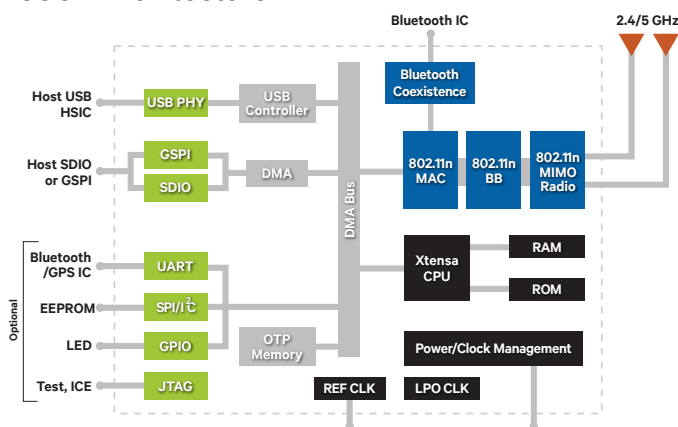 Bluetooth IC
2.4/5 GHz
Bluetooth
Coexistence
Host USB
HSIC
USB PHY
USB
Controller
Host SDIO
or GSPI
GSPI
SDIO
DMA
DMA Bus
802.11n
MAC
802.11n
BB
802.11n
MIMO
Radio
Optional
Bluetooth
/GPS IC
UART
Xtensa
CPU
RAM
ROM
EEPROM
SPI/I²C
LED
GPIO
OTP
Memory
Power/Clock Management
Test, ICE
JTAG
REF CLK
LPO CLK